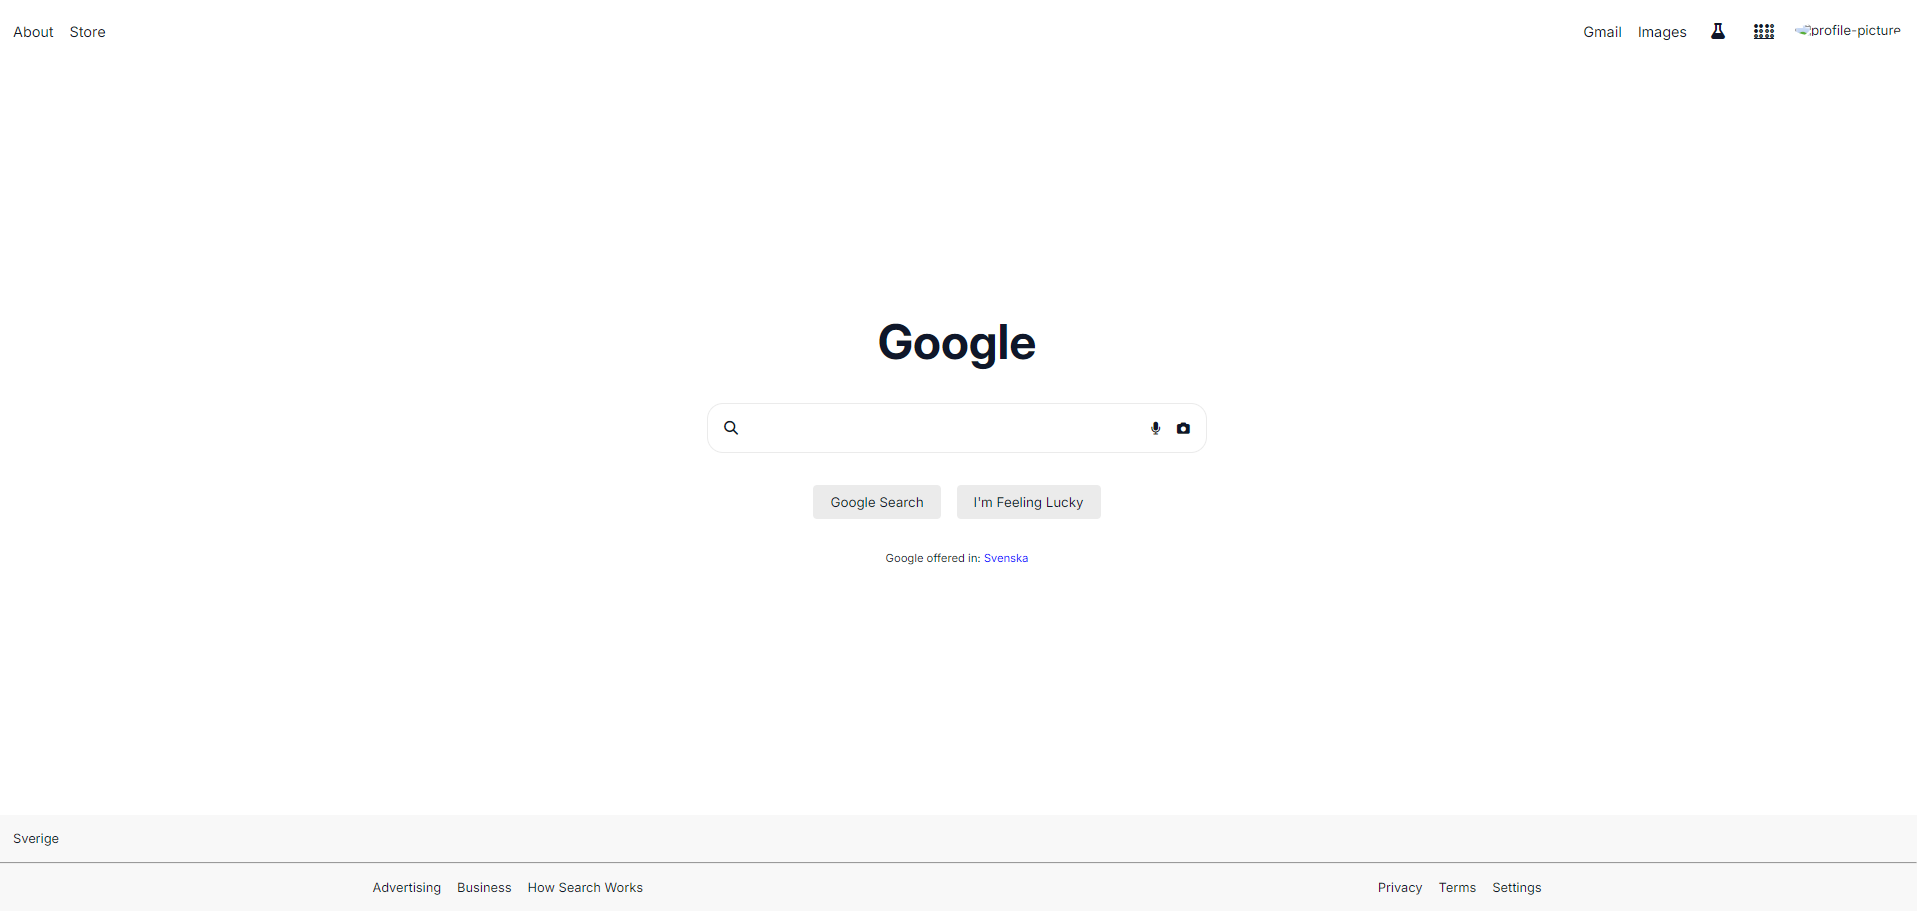 About Store Gmail Images profile-picture
Google
Google Search I'm Feeling Lucky
Google offered in: Svenska
Sverige
Advertising Business How Search Works Privacy Terms Settings